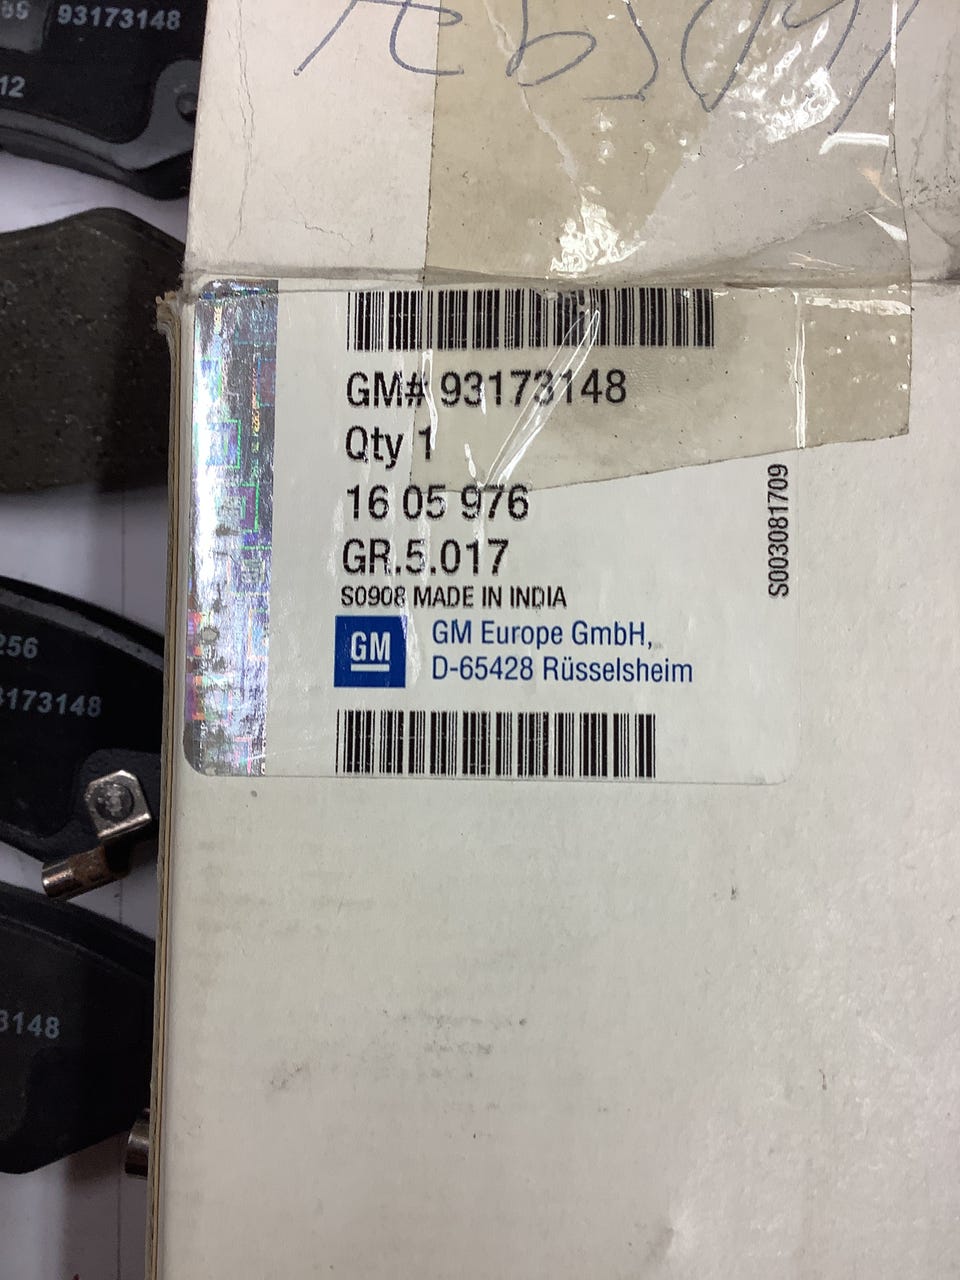 93173148
12
GM# 93173148
Qty 1
16 05 976
GR.5.017
S0908 MADE IN INDIA
GM
GM Europe GmbH,
D-65428 Rüsselsheim
S003081709
256
3173148
3148